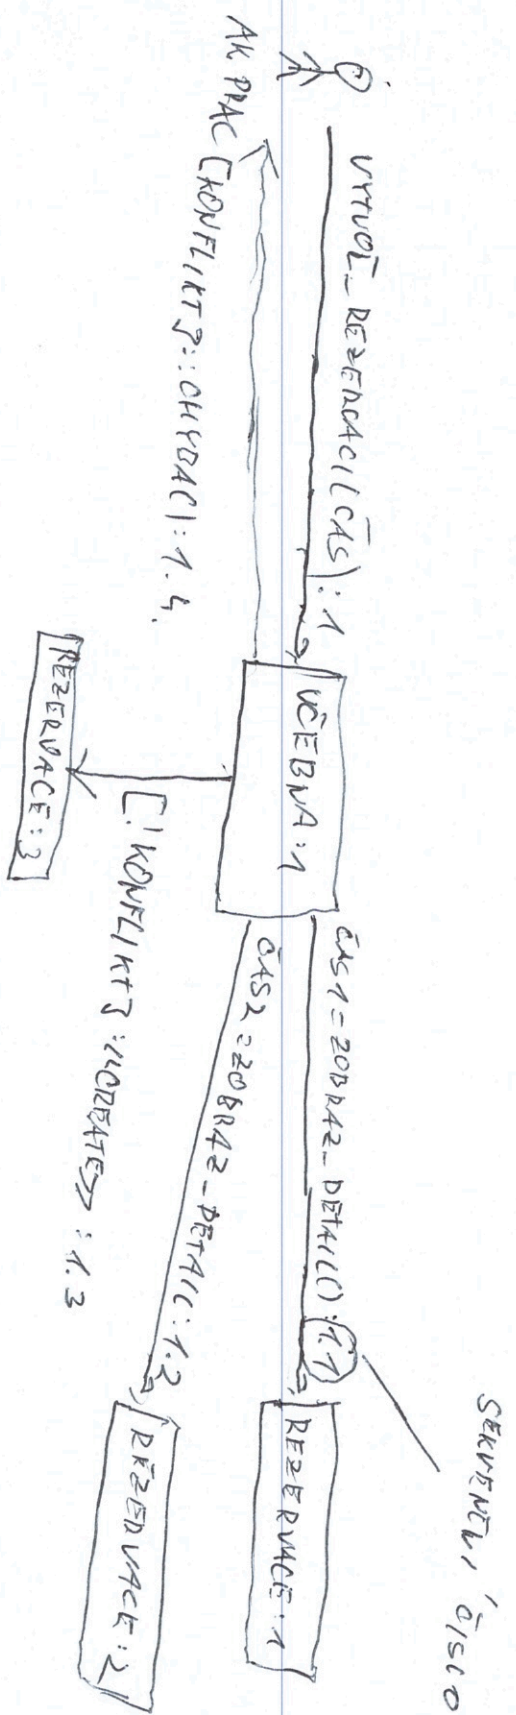 AK PRAC
VYTVOŘ_REZERVACI(ČAS):1
[KONFLIKT]::CHYBA():1.4.
UČEBNA:1
ČAS1=ZOBRAZ_DETAIL():1.1
ČAS2=ZOBRAZ_DETAIL:1.2
[!KONFLIKT]:<<CREATE>>:1.3
REZERVACE:3
REZERVACE:1
REZERVACE:2
SEKVENČNÍ ČÍSLO